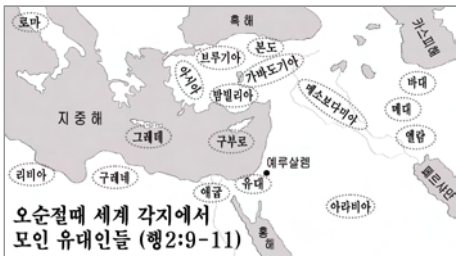 로마
흑해
카스피해
브루기아
본도
아시아
가바도기아
바대
밤빌리아
메소보다미아
메대
지중해
그레데
구부로
엘람
예루살렘
페르시아만
리비아
구레네
애굽
유대
아라비아
홍해
오순절때 세계 각지에서
모인 유대인들 (행2:9-11)